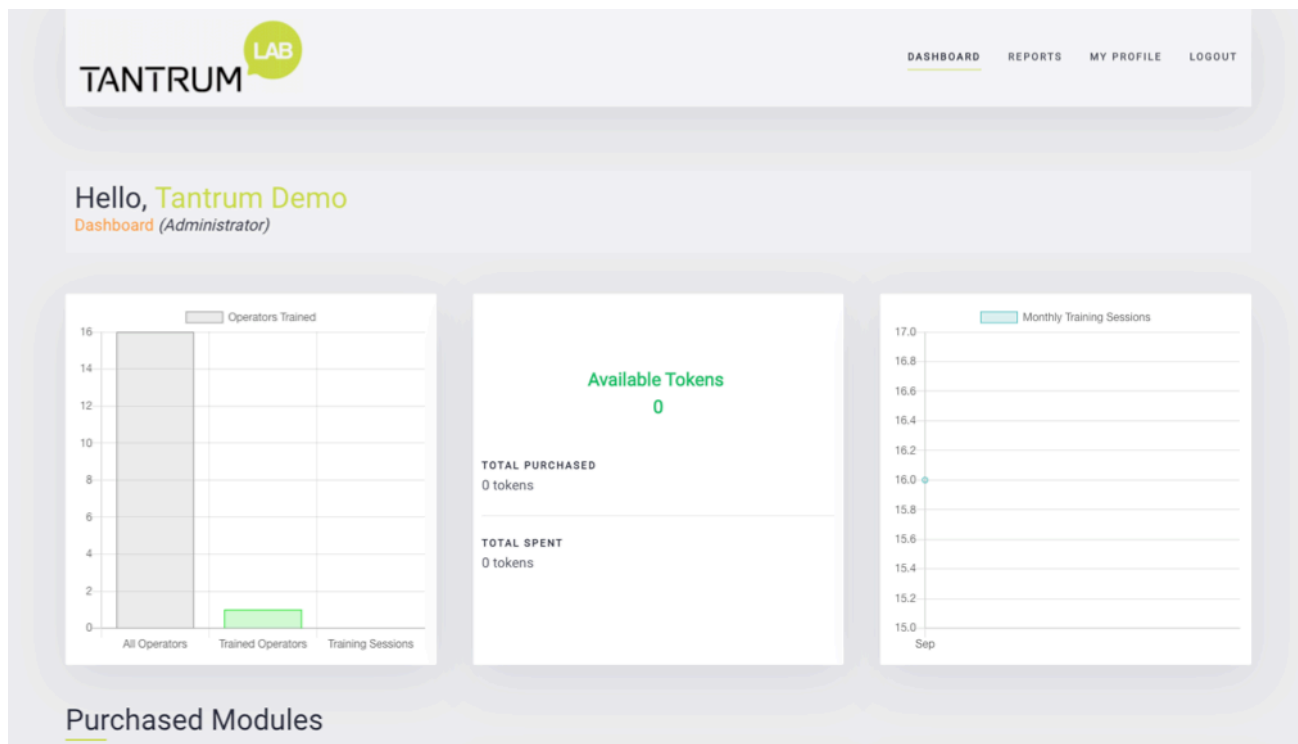 TANTRUM LAB
DASHBOARD REPORTS MY PROFILE LOGOUT
Hello, Tantrum Demo
Dashboard (Administrator)
Operators Trained
16
14
12
10
8
6
4
2
0
All Operators Trained Operators Training Sessions
Available Tokens
0
TOTAL PURCHASED
0 tokens
TOTAL SPENT
0 tokens
Monthly Training Sessions
17.0
16.8
16.6
16.4
16.2
16.0
15.8
15.6
15.4
15.2
15.0
Sep
Purchased Modules